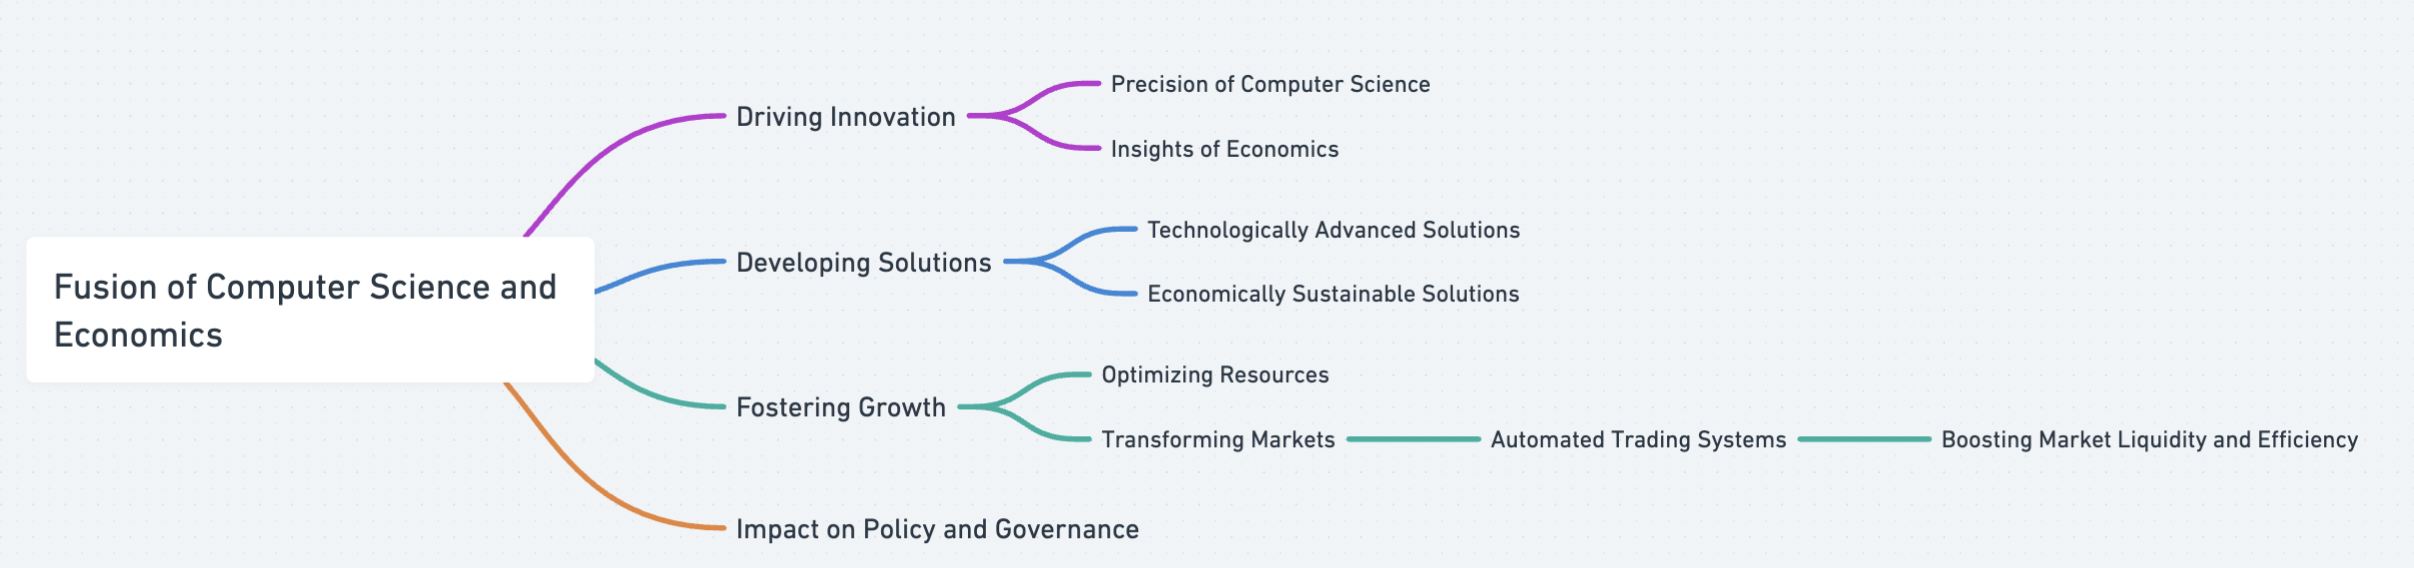 Fusion of Computer Science and
Economics
Driving Innovation
Precision of Computer Science
Insights of Economics
Developing Solutions
Technologically Advanced Solutions
Economically Sustainable Solutions
Fostering Growth
Optimizing Resources
Transforming Markets
Automated Trading Systems
Boosting Market Liquidity and Efficiency
Impact on Policy and Governance